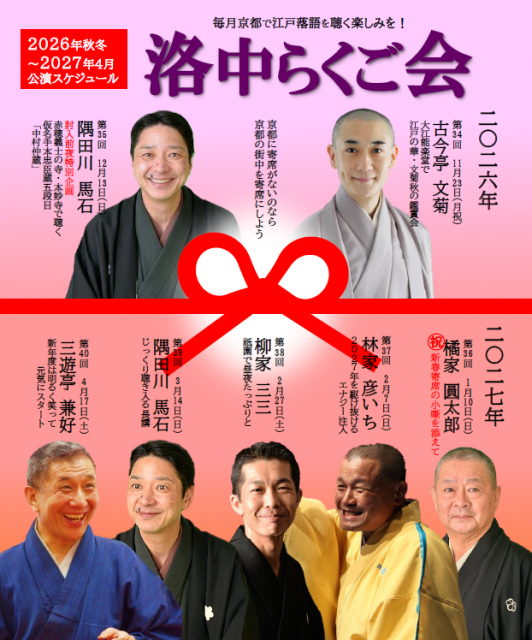 毎月京都で江戸落語を聴く楽しみを！
2026年秋冬
～2027年4月
公演スケジュール
洛中らくご会
二〇二六年
第34回 11月23日(月祝)
古今亭 文菊
大江能楽堂で
江戸の華・文菊秋の鑑賞会
京都に寄席がないのなら
京都の街中を寄席にしよう
第35回 12月13日(日)
隅田川 馬石
討入前夜特別企画
赤穂義士の寺・本妙寺で聴く
仮名手本忠臣蔵五段目
「中村仲蔵」
二〇二七年
第36回 1月10日(日)
橘家 圓太郎
祝 新春寄席の小噺を添えて
第37回 2月7日(日)
林家 彦いち
2027年を駆け抜ける
エナジー注入
第38回 2月27日(土)
柳家 三三
祇園で昼夜たっぷりと
第39回 3月14日(日)
隅田川 馬石
じっくり聴き入る長講
第40回 4月17日(土)
三遊亭 兼好
新年度は明るく笑って
元気にスタート